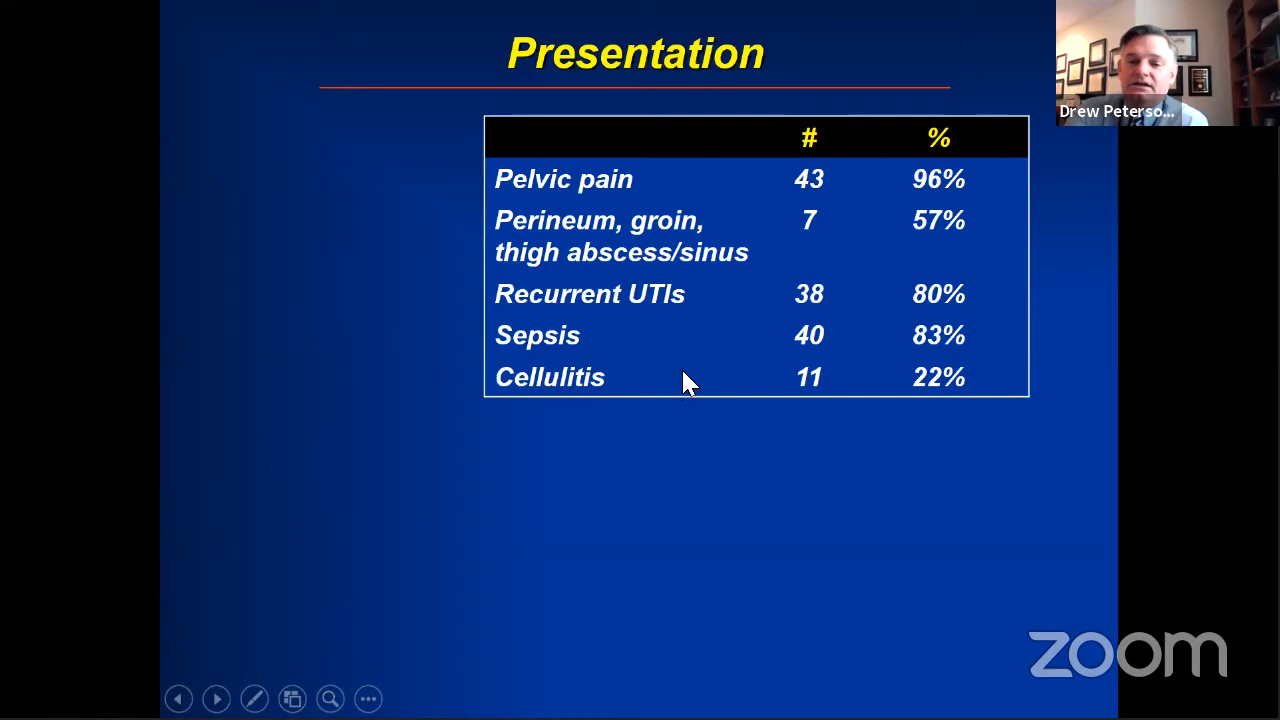 Presentation
Drew Peterso...
# %
Pelvic pain 43 96%
Perineum, groin, 7 57%
thigh abscess/sinus
Recurrent UTIs 38 80%
Sepsis 40 83%
Cellulitis 11 22%
zoom